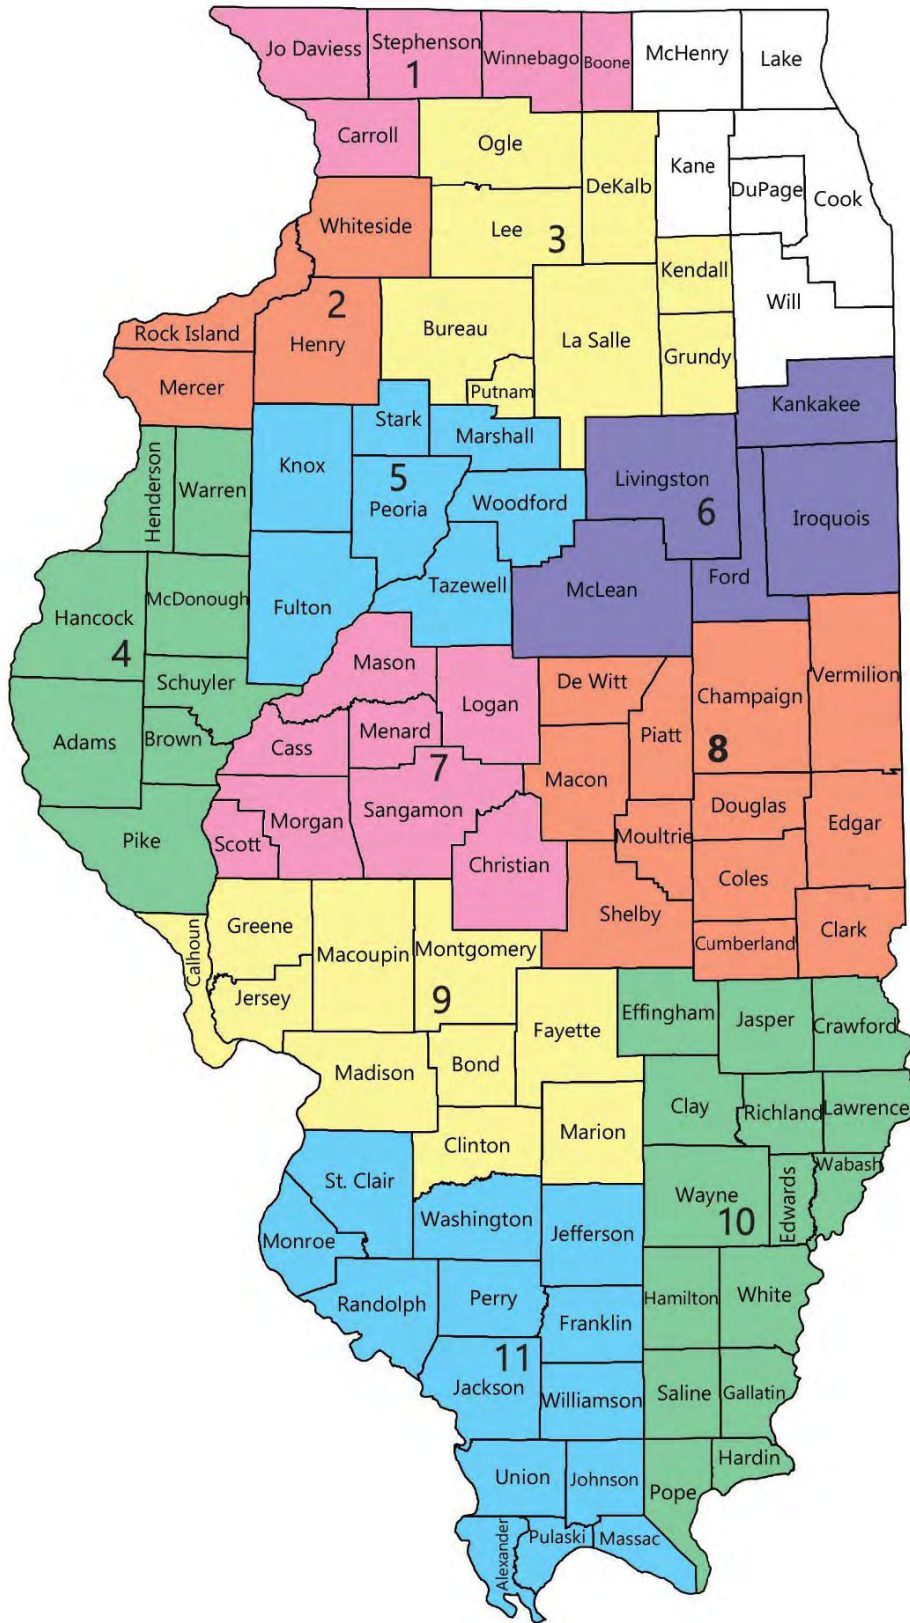 Jo Daviess
Stephenson
1
Winnebago
Boone
McHenry
Lake
Carroll
Ogle
DeKalb
Kane
DuPage
Cook
Whiteside
Lee
3
Kendall
Will
2
Rock Island
Henry
Bureau
La Salle
Grundy
Mercer
Putnam
Kankakee
Stark
Marshall
Henderson
Warren
Knox
5
Peoria
Woodford
Livingston
6
Iroquois
Hancock
4
McDonough
Fulton
Tazewell
McLean
Ford
Mason
Schuyler
Logan
De Witt
Champaign
8
Vermilion
Adams
Brown
Cass
Menard
7
Piatt
Macon
Sangamon
Douglas
Edgar
Pike
Scott
Morgan
Christian
Moultrie
Coles
Shelby
Cumberland
Clark
Calhoun
Greene
Macoupin
Montgomery
9
Jersey
Fayette
Effingham
Jasper
Crawford
Madison
Bond
Clay
Richland
Lawrence
Clinton
Marion
Wabash
St. Clair
Washington
Wayne
10
Edwards
Monroe
Jefferson
Randolph
Perry
Hamilton
White
Franklin
11
Jackson
Williamson
Saline
Gallatin
Union
Johnson
Pope
Hardin
Alexander
Pulaski
Massac